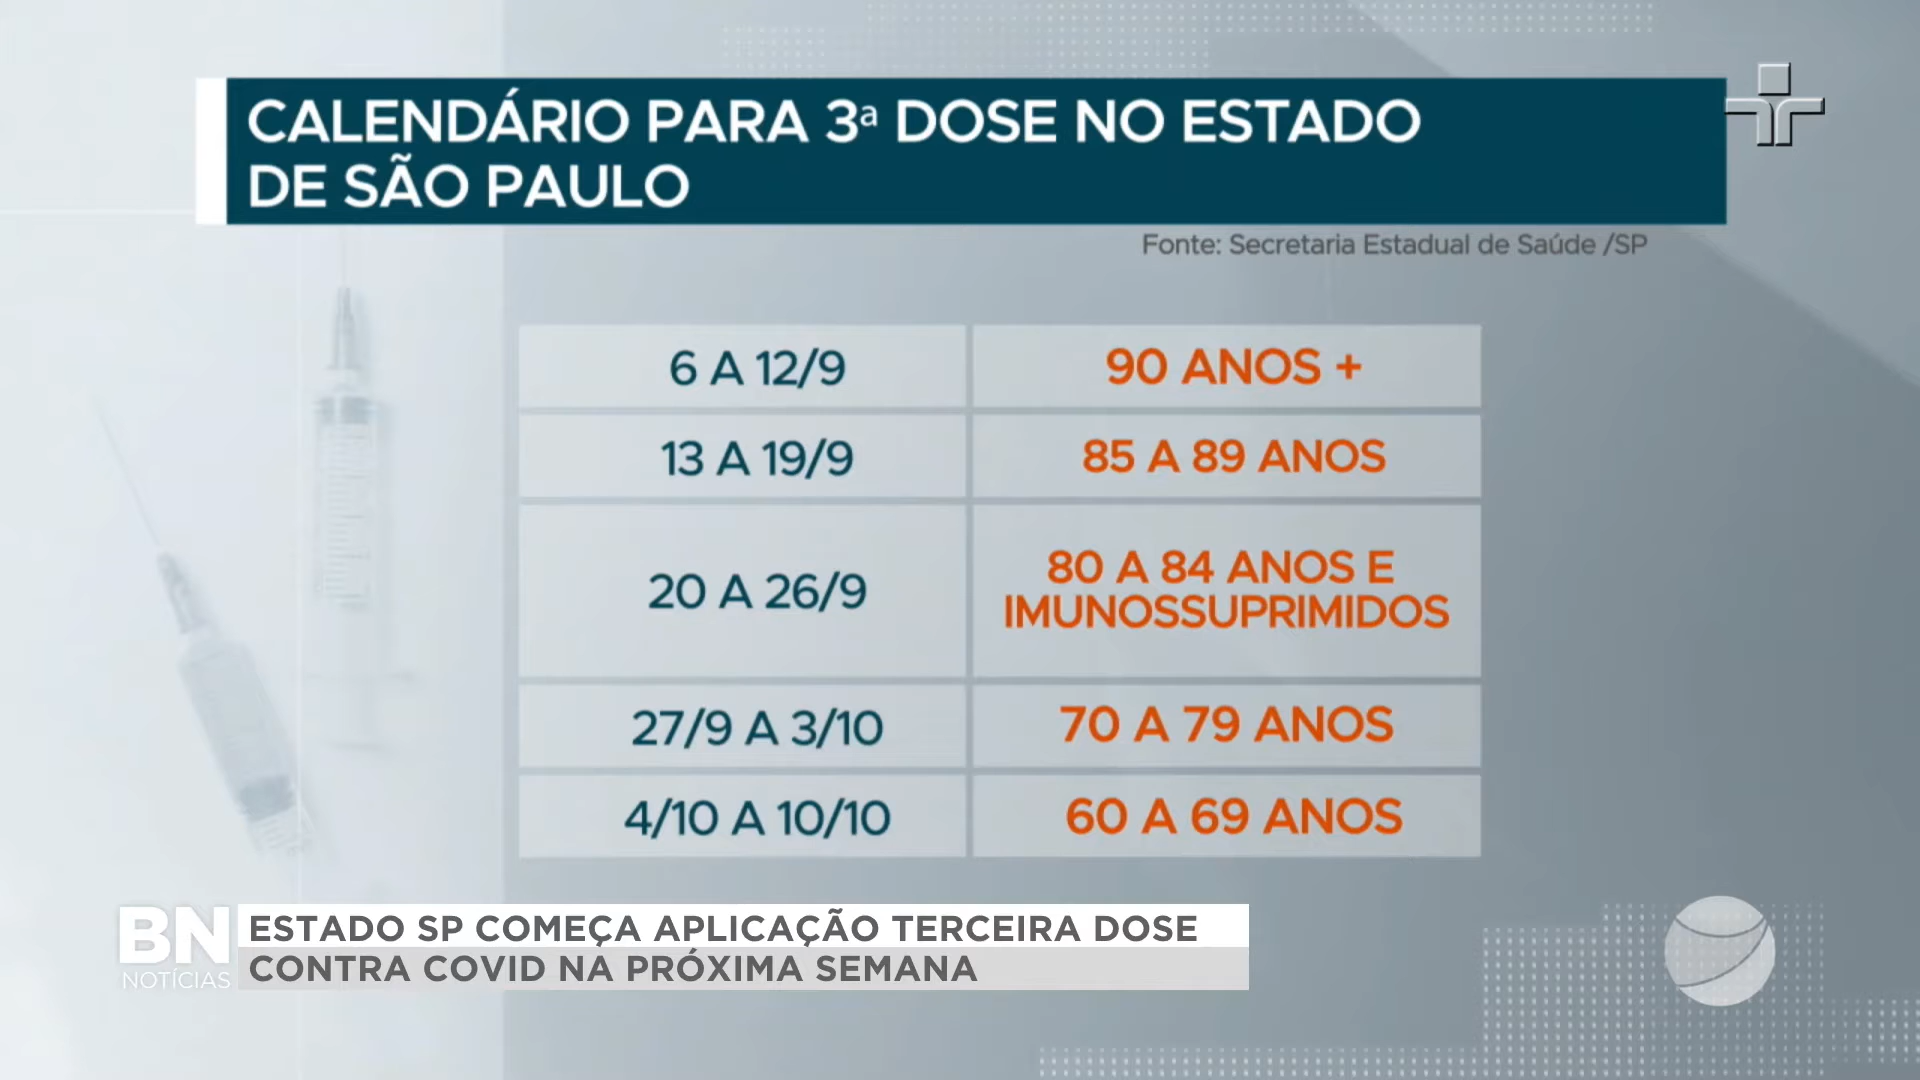 CALENDÁRIO PARA 3ª DOSE NO ESTADO
DE SÃO PAULO
Fonte: Secretaria Estadual de Saúde /SP
6 A 12/9
90 ANOS +
13 A 19/9
85 A 89 ANOS
20 A 26/9
80 A 84 ANOS E
IMUNOSSUPRIMIDOS
27/9 A 3/10
70 A 79 ANOS
4/10 A 10/10
60 A 69 ANOS
BN
NOTÍCIAS
ESTADO SP COMEÇA APLICAÇÃO TERCEIRA DOSE
CONTRA COVID NA PRÓXIMA SEMANA